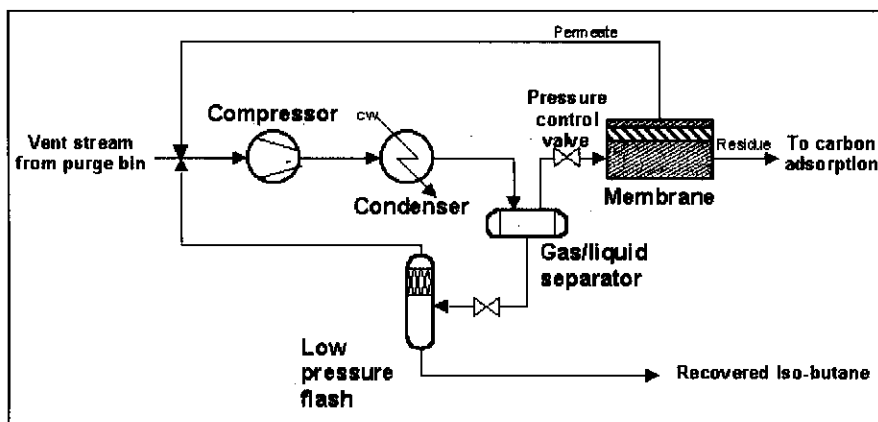 Permeate
Compressor
CW
Pressure
control
valve
Vent stream
from purge bin
Condenser
Membrane
Residue
To carbon
adsorption
Gas/liquid
separator
Low
pressure
flash
Recovered Iso-butane